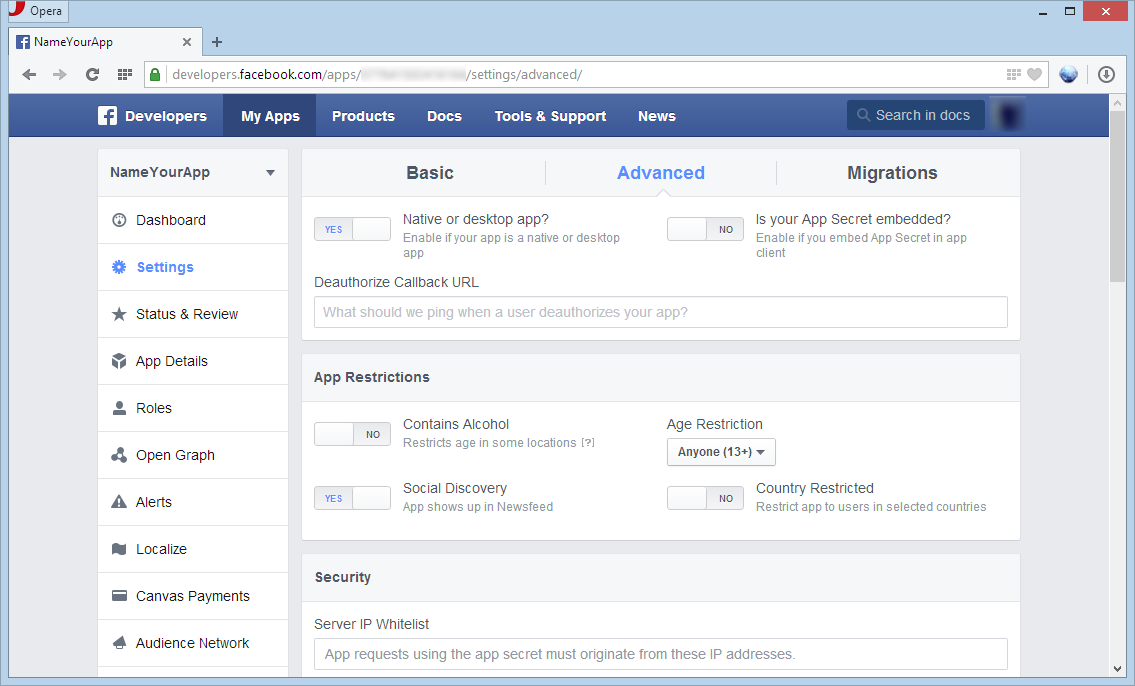 Opera
NameYourApp
developers.facebook.com/apps/ /settings/advanced/
Developers
My Apps
Products
Docs
Tools & Support
News
Search in docs
NameYourApp
Dashboard
Settings
Status & Review
App Details
Roles
Open Graph
Alerts
Localize
Canvas Payments
Audience Network
Basic
Advanced
Migrations
YES
Native or desktop app?
Enable if your app is a native or desktop
app
NO
Is your App Secret embedded?
Enable if you embed App Secret in app
client
Deauthorize Callback URL
What should we ping when a user deauthorizes your app?
App Restrictions
NO
Contains Alcohol
Restricts age in some locations [?]
Age Restriction
Anyone (13+)
YES
Social Discovery
App shows up in Newsfeed
NO
Country Restricted
Restrict app to users in selected countries
Security
Server IP Whitelist
App requests using the app secret must originate from these IP addresses.